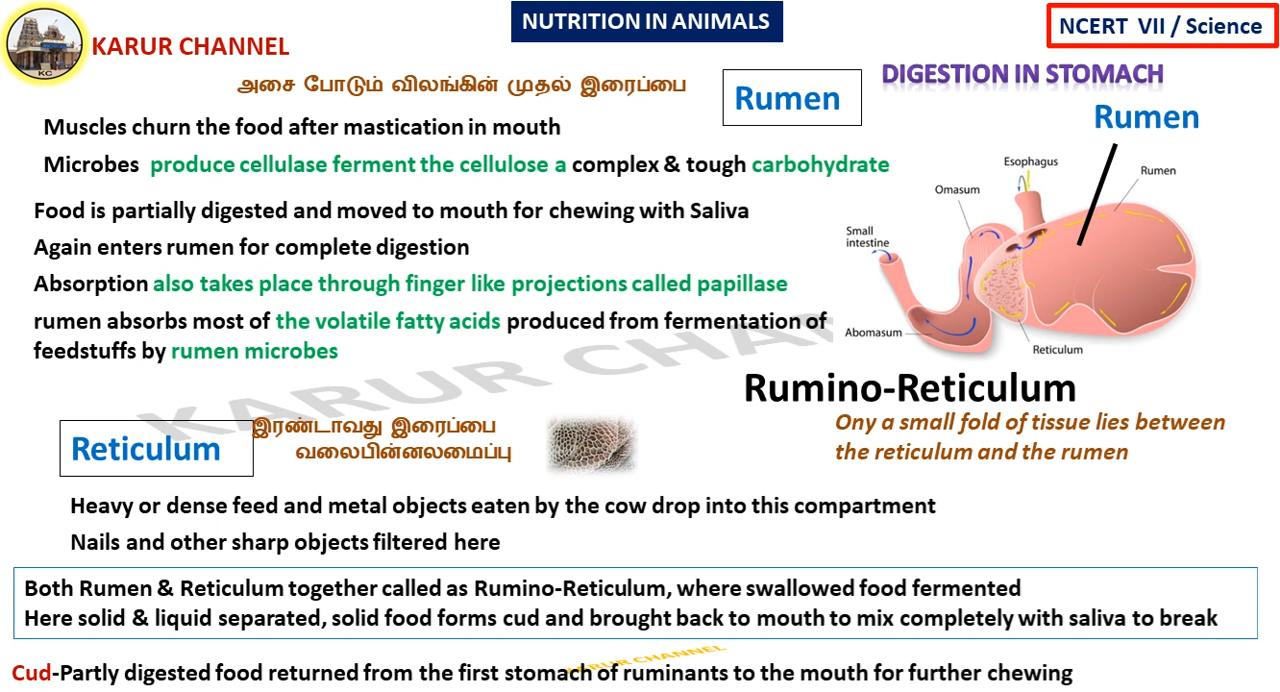 NUTRITION IN ANIMALS
NCERT VII / Science
KARUR CHANNEL
KC
அசை போடும் விலங்கின் முதல் இரைப்பை
Rumen
DIGESTION IN STOMACH
Rumen
Muscles churn the food after mastication in mouth
Microbes produce cellulase ferment the cellulose a complex & tough carbohydrate
Food is partially digested and moved to mouth for chewing with Saliva
Again enters rumen for complete digestion
Absorption also takes place through finger like projections called papillase
rumen absorbs most of the volatile fatty acids produced from fermentation of
feedstuffs by rumen microbes
Esophagus
Rumen
Omasum
Small
intestine
Abomasum
Reticulum
KARUR CHAN
Rumino-Reticulum
Ony a small fold of tissue lies between
the reticulum and the rumen
Reticulum
இரண்டாவது இரைப்பை
வலைபின்னலமைப்பு
Heavy or dense feed and metal objects eaten by the cow drop into this compartment
Nails and other sharp objects filtered here
Both Rumen & Reticulum together called as Rumino-Reticulum, where swallowed food fermented
Here solid & liquid separated, solid food forms cud and brought back to mouth to mix completely with saliva to break
KARUR CHANNEL
Cud-Partly digested food returned from the first stomach of ruminants to the mouth for further chewing